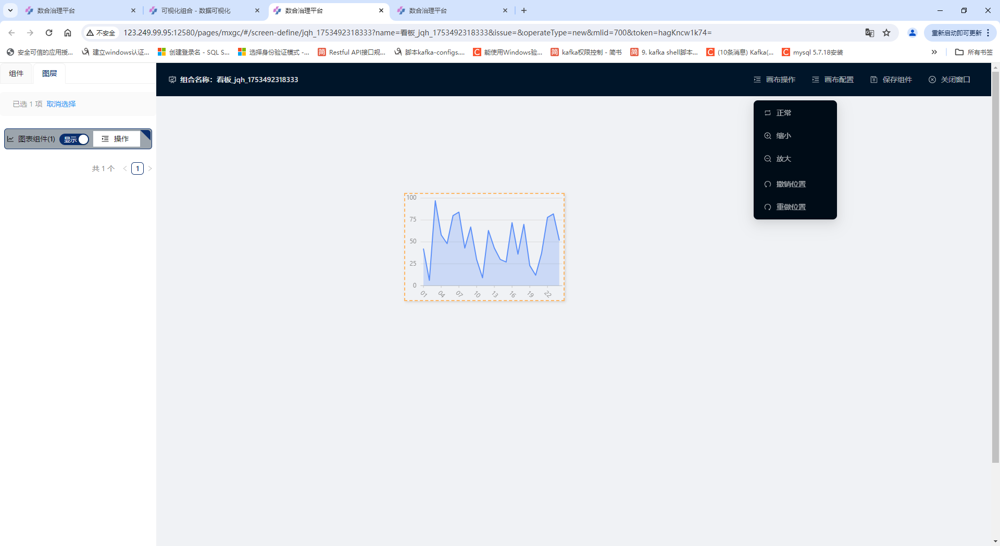 数合治理平台
可视化组合 - 数据可视化
数合治理平台
数合治理平台
不安全
123.249.99.95:12580/pages/mxgc/#/screen-define/jqh_1753492318333?name=看板_jqh_1753492318333&issue=&operateType=new&mlid=700&token=hagKncw1k74=
重新启动即可更新
安全可信的应用授...
建立windows认证...
创建登录名 - SQL S...
选择身份验证模式 -...
简 Restful API接口规...
脚本kafka-configs....
C 能使用Windows验...
简 kafka权限控制 - 简书
简 9. kafka shell脚本...
C (10条消息) Kafka(...
C mysql 5.7.18安装
所有书签
组件
图层
组合名称：看板_jqh_1753492318333
画布操作
画布配置
保存组件
关闭窗口
已选 1 项 取消选择
图表组件(1)
显示
操作
共 1 个
1
正常
缩小
放大
撤销位置
重做位置
100
75
50
25
0
01 04 07 10 13 16 19 22